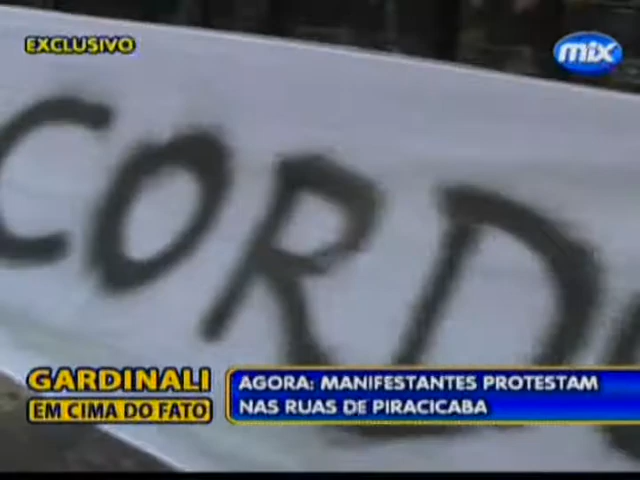 EXCLUSIVO
mix
CORD
GARDINALI
EM CIMA DO FATO
AGORA: MANIFESTANTES PROTESTAM
NAS RUAS DE PIRACICABA